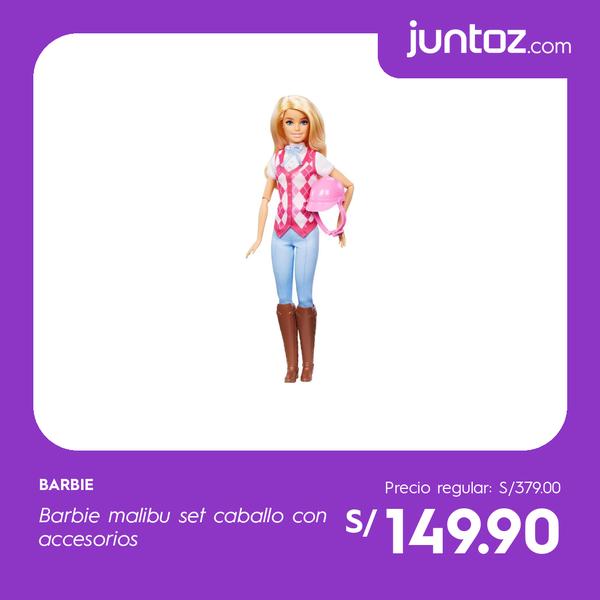 juntoz.com
BARBIE
Barbie malibu set caballo con
accesorios
Precio regular: S/379.00
S/149.90